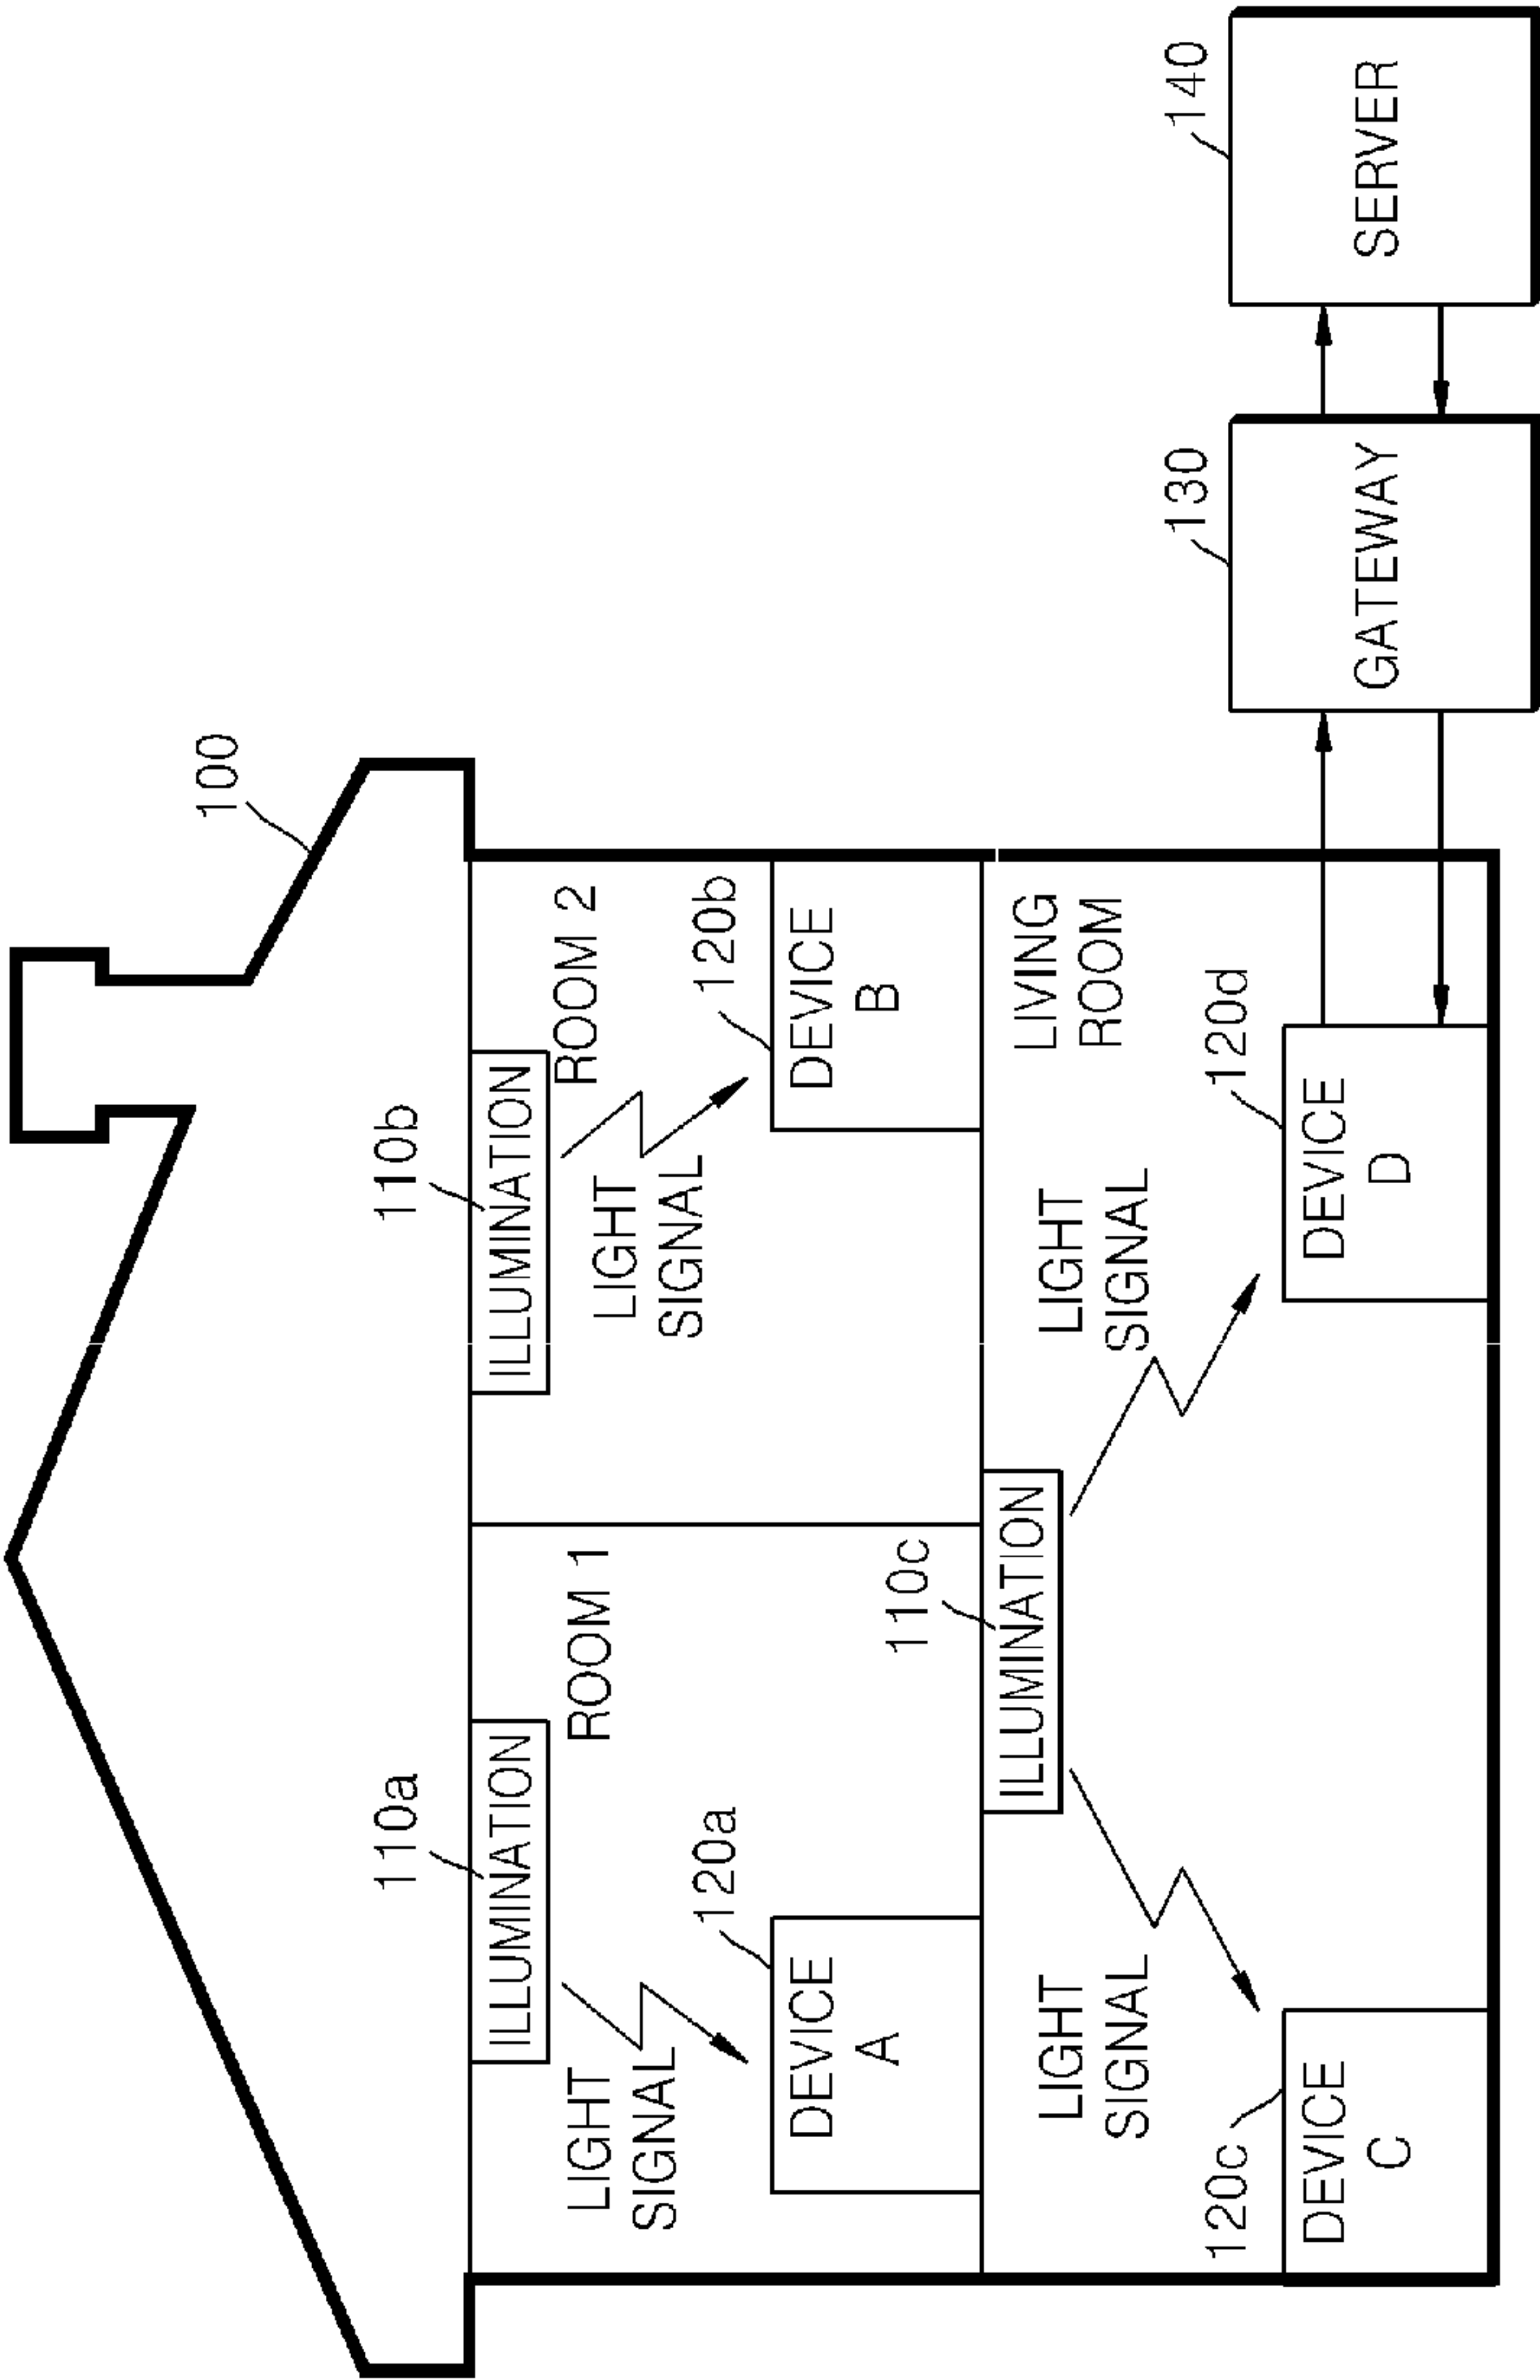 100
110a
110b
ILLUMINATION
ILLUMINATION
ROOM 1
ROOM 2
LIGHT
SIGNAL
LIGHT
SIGNAL
120a
120b
DEVICE
A
DEVICE
B
110c
ILLUMINATION
LIVING
ROOM
LIGHT
SIGNAL
LIGHT
SIGNAL
120c
120d
130
140
DEVICE
C
DEVICE
D
GATEWAY
SERVER